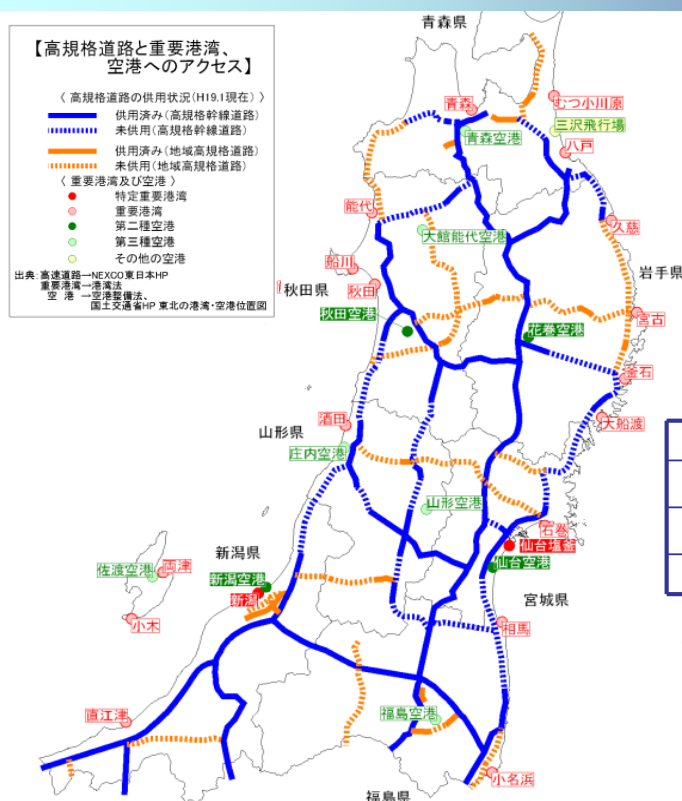 【高規格道路と重要港湾、
空港へのアクセス】
〈 高規格道路の供用状況(H19.1現在) 〉
供用済み(高規格幹線道路)
未供用(高規格幹線道路)
供用済み(地域高規格道路)
未供用(地域高規格道路)
〈 重要港湾及び空港 〉
特定重要港湾
重要港湾
第二種空港
第三種空港
その他の空港
出典：高速道路→NEXCO東日本HP
重要港湾→港湾法
空 港 →空港整備法、
国土交通省HP 東北の港湾・空港位置図
青森県
青森
むつ小川原
青森空港
三沢飛行場
八戸
能代
久慈
大館能代空港
船川
岩手県
秋田県
秋田
宮古
秋田空港
花巻空港
釜石
酒田
大船渡
山形県
庄内空港
山形空港
石巻
仙台塩釜
新潟県
仙台空港
佐渡空港
両津
新潟空港
新潟
宮城県
小木
相馬
直江津
福島空港
小名浜
福島県